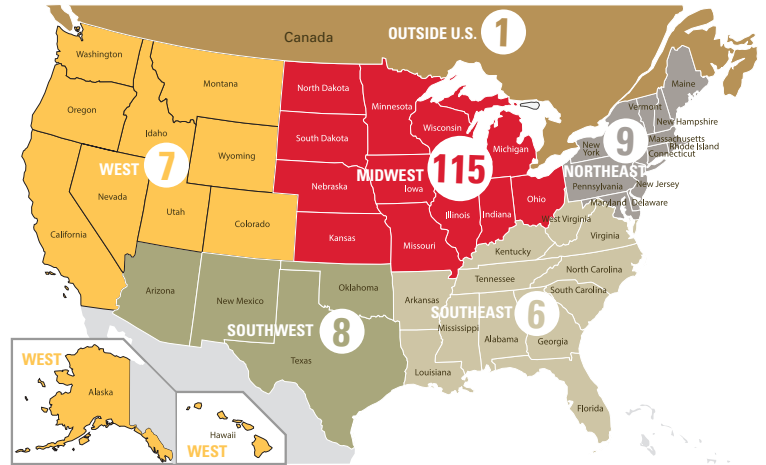 Canada
OUTSIDE U.S. 1
Washington
Oregon
Montana
Idaho
Wyoming
WEST 7
Nevada
Utah
Colorado
California
North Dakota
South Dakota
Nebraska
Kansas
Minnesota
Wisconsin
Michigan
MIDWEST 115
Iowa
Illinois
Indiana
Ohio
Missouri
Maine
Vermont
New Hampshire
Massachusetts
Rhode Island
Connecticut
New
York
9
NORTHEAST
Pennsylvania
New Jersey
Maryland
Delaware
West Virginia
Virginia
Kentucky
Tennessee
North Carolina
South Carolina
Arkansas
SOUTHEAST 6
Mississippi
Alabama
Georgia
Louisiana
Florida
Arizona
New Mexico
Oklahoma
SOUTHWEST 8
Texas
WEST
Alaska
Hawaii
WEST